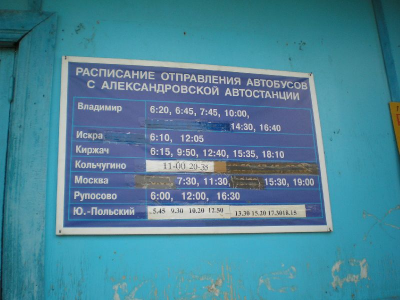 РАСПИСАНИЕ ОТПРАВЛЕНИЯ АВТОБУСОВ
С АЛЕКСАНДРОВСКОЙ АВТОСТАНЦИИ
Владимир 6:20, 6:45, 7:45, 10:00,
14:30, 16:40
Искра 6:10, 12:05
Киржач 6:15, 9:50, 12:40, 15:35, 18:10
Кольчугино 11-00 20-35
Москва 7:30, 11:30, 15:30, 19:00
Рупосово 6:00, 12:00, 16:30
Ю.-Польский 5.45 9.30 10.20 12.50 13.30 15.20 17.30 18.15